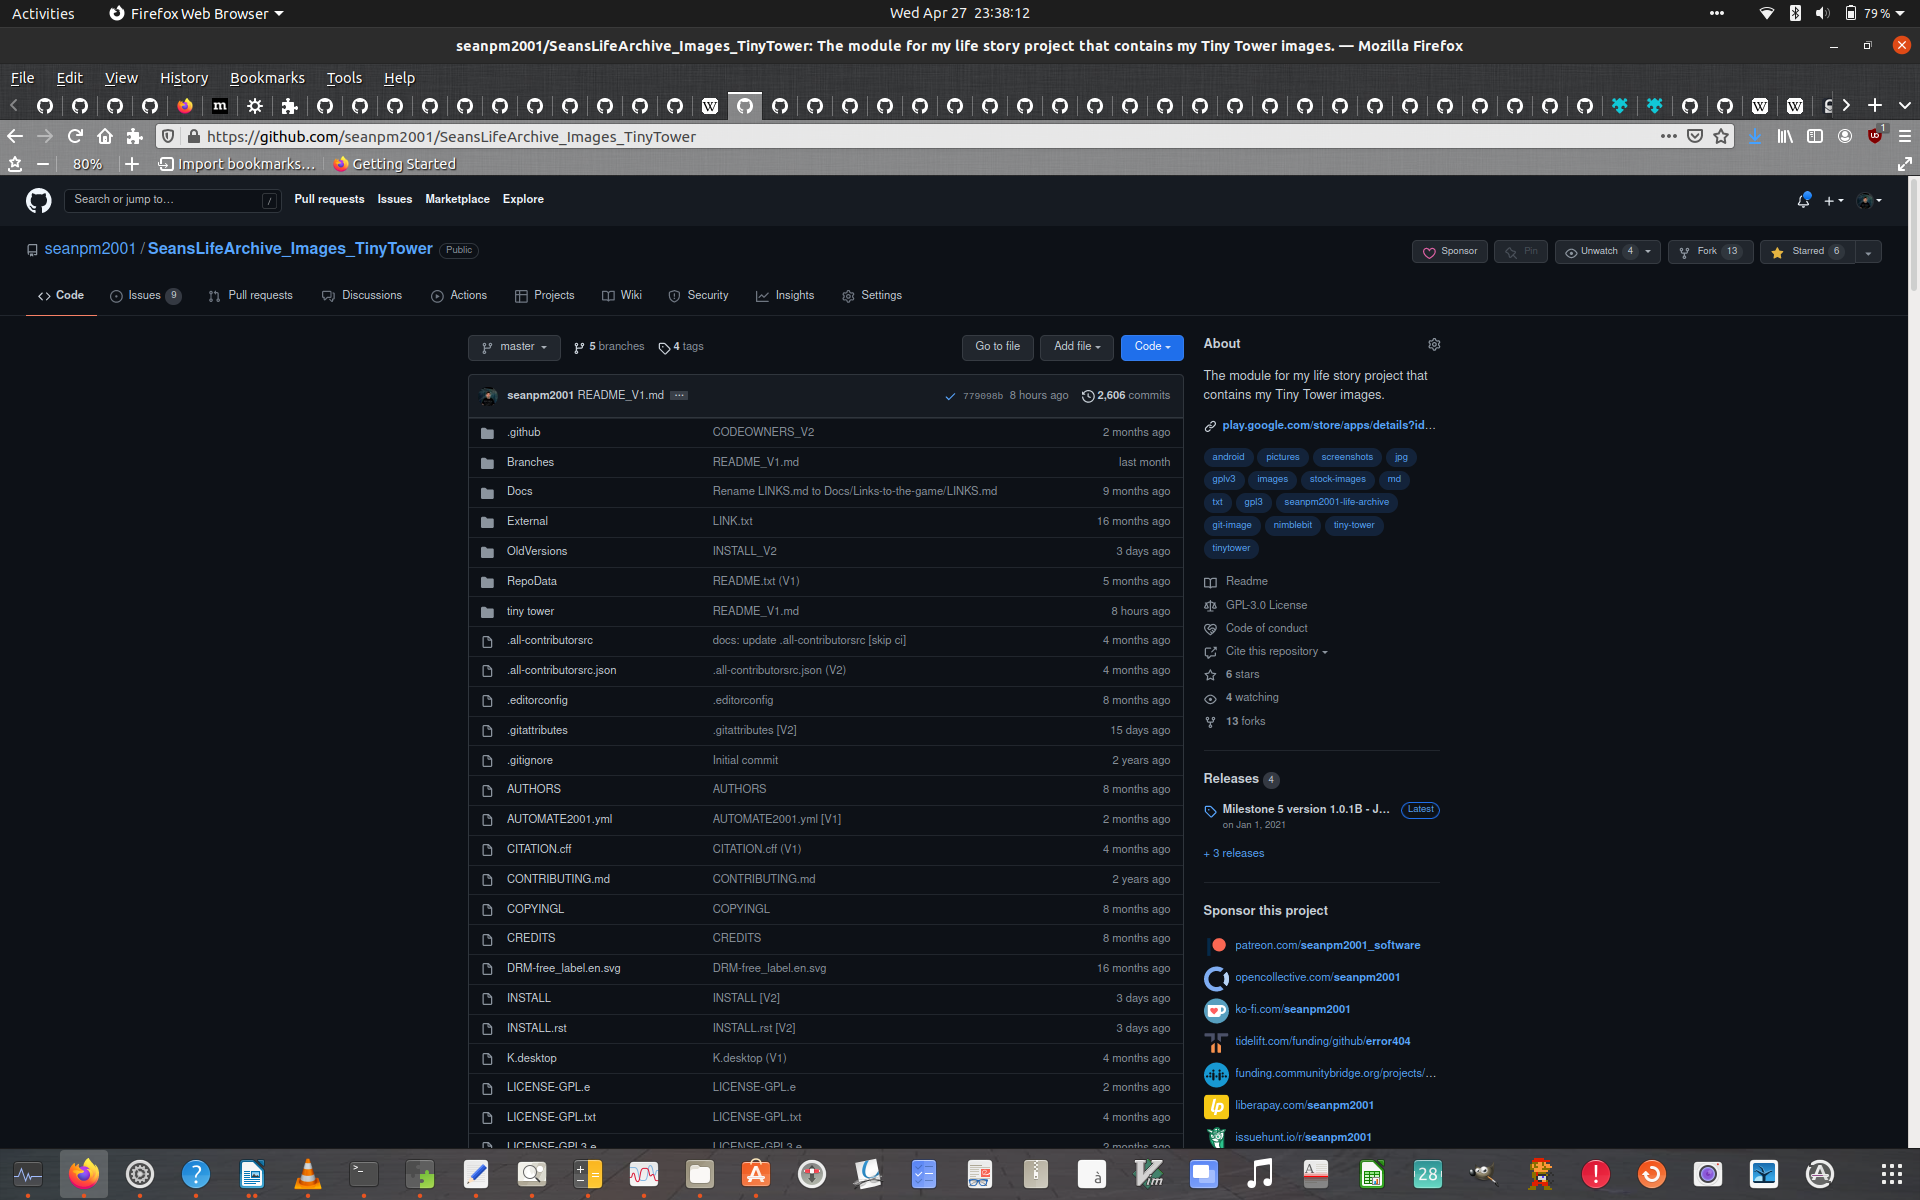 Activities Firefox Web Browser Wed Apr 27 23:38:12 79 %
seanpm2001/SeansLifeArchive_Images_TinyTower: The module for my life story project that contains my Tiny Tower images. — Mozilla Firefox
File Edit View History Bookmarks Tools Help
https://github.com/seanpm2001/SeansLifeArchive_Images_TinyTower
80% Import bookmarks... Getting Started
Search or jump to... / Pull requests Issues Marketplace Explore
seanpm2001 / SeansLifeArchive_Images_TinyTower Public Sponsor Pin Unwatch 4 Fork 13 Starred 6
Code Issues 9 Pull requests Discussions Actions Projects Wiki Security Insights Settings
master 5 branches 4 tags Go to file Add file Code
seanpm2001 README_V1.md ... 779098b 8 hours ago 2,606 commits
.github CODEOWNERS_V2 2 months ago
Branches README_V1.md last month
Docs Rename LINKS.md to Docs/Links-to-the-game/LINKS.md 9 months ago
External LINK.txt 16 months ago
OldVersions INSTALL_V2 3 days ago
RepoData README.txt (V1) 5 months ago
tiny tower README_V1.md 8 hours ago
.all-contributorsrc docs: update .all-contributorsrc [skip ci] 4 months ago
.all-contributorsrc.json .all-contributorsrc.json (V2) 4 months ago
.editorconfig .editorconfig 8 months ago
.gitattributes .gitattributes [V2] 15 days ago
.gitignore Initial commit 2 years ago
AUTHORS AUTHORS 8 months ago
AUTOMATE2001.yml AUTOMATE2001.yml [V1] 2 months ago
CITATION.cff CITATION.cff (V1) 4 months ago
CONTRIBUTING.md CONTRIBUTING.md 2 years ago
COPYINGL COPYINGL 8 months ago
CREDITS CREDITS 8 months ago
DRM-free_label.en.svg DRM-free_label.en.svg 16 months ago
INSTALL INSTALL [V2] 3 days ago
INSTALL.rst INSTALL.rst [V2] 3 days ago
K.desktop K.desktop (V1) 4 months ago
LICENSE-GPL.e LICENSE-GPL.e 2 months ago
LICENSE-GPL.txt LICENSE-GPL.txt 4 months ago
LICENSE-GPL3.e LICENSE-GPL3.e 2 months ago
About
The module for my life story project that
contains my Tiny Tower images.
play.google.com/store/apps/details?id...
android pictures screenshots jpg
gplv3 images stock-images md
txt gpl3 seanpm2001-life-archive
git-image nimblebit tiny-tower
tinytower
Readme
GPL-3.0 License
Code of conduct
Cite this repository
6 stars
4 watching
13 forks
Releases 4
Milestone 5 version 1.0.1B - J... Latest
on Jan 1, 2021
+ 3 releases
Sponsor this project
patreon.com/seanpm2001_software
opencollective.com/seanpm2001
ko-fi.com/seanpm2001
tidelift.com/funding/github/error404
funding.communitybridge.org/projects/...
liberapay.com/seanpm2001
issuehunt.io/r/seanpm2001
28